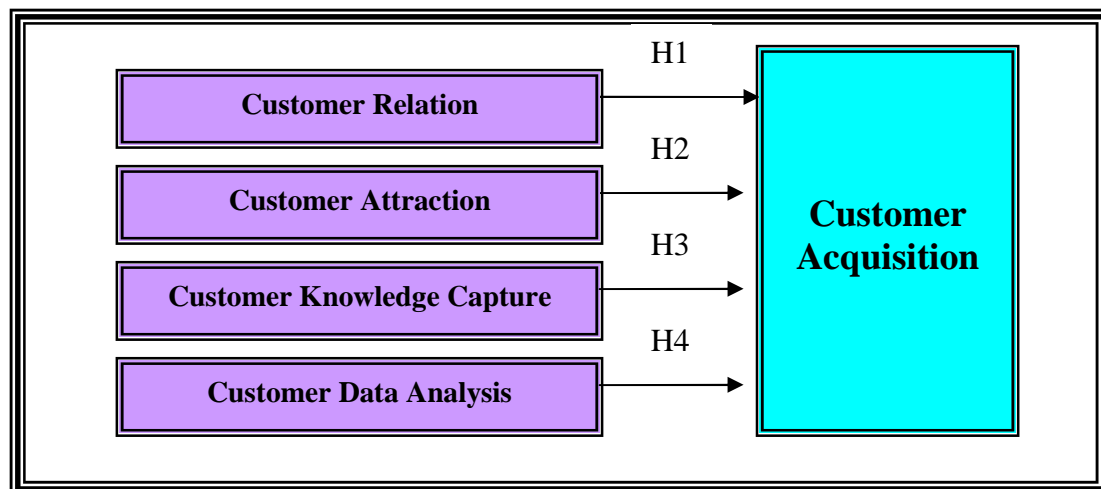 H1
Customer Relation
H2
Customer Attraction
H3
Customer Knowledge Capture
H4
Customer Data Analysis
Customer
Acquisition